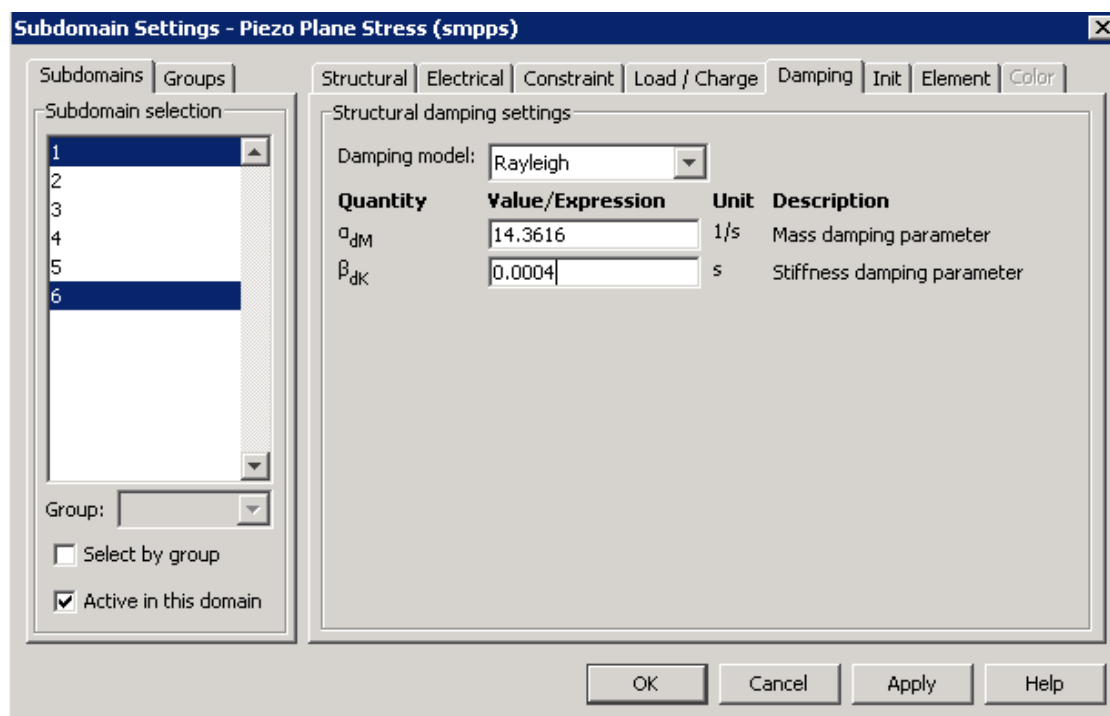 Subdomain Settings - Piezo Plane Stress (smpps)
Subdomains Groups
Subdomain selection
1
2
3
4
5
6
Group:
Select by group
Active in this domain
Structural Electrical Constraint Load / Charge Damping Init Element Color
Structural damping settings
Damping model: Rayleigh
Quantity Value/Expression Unit Description
αdM 14.3616 1/s Mass damping parameter
βdK 0.0004 s Stiffness damping parameter
OK Cancel Apply Help